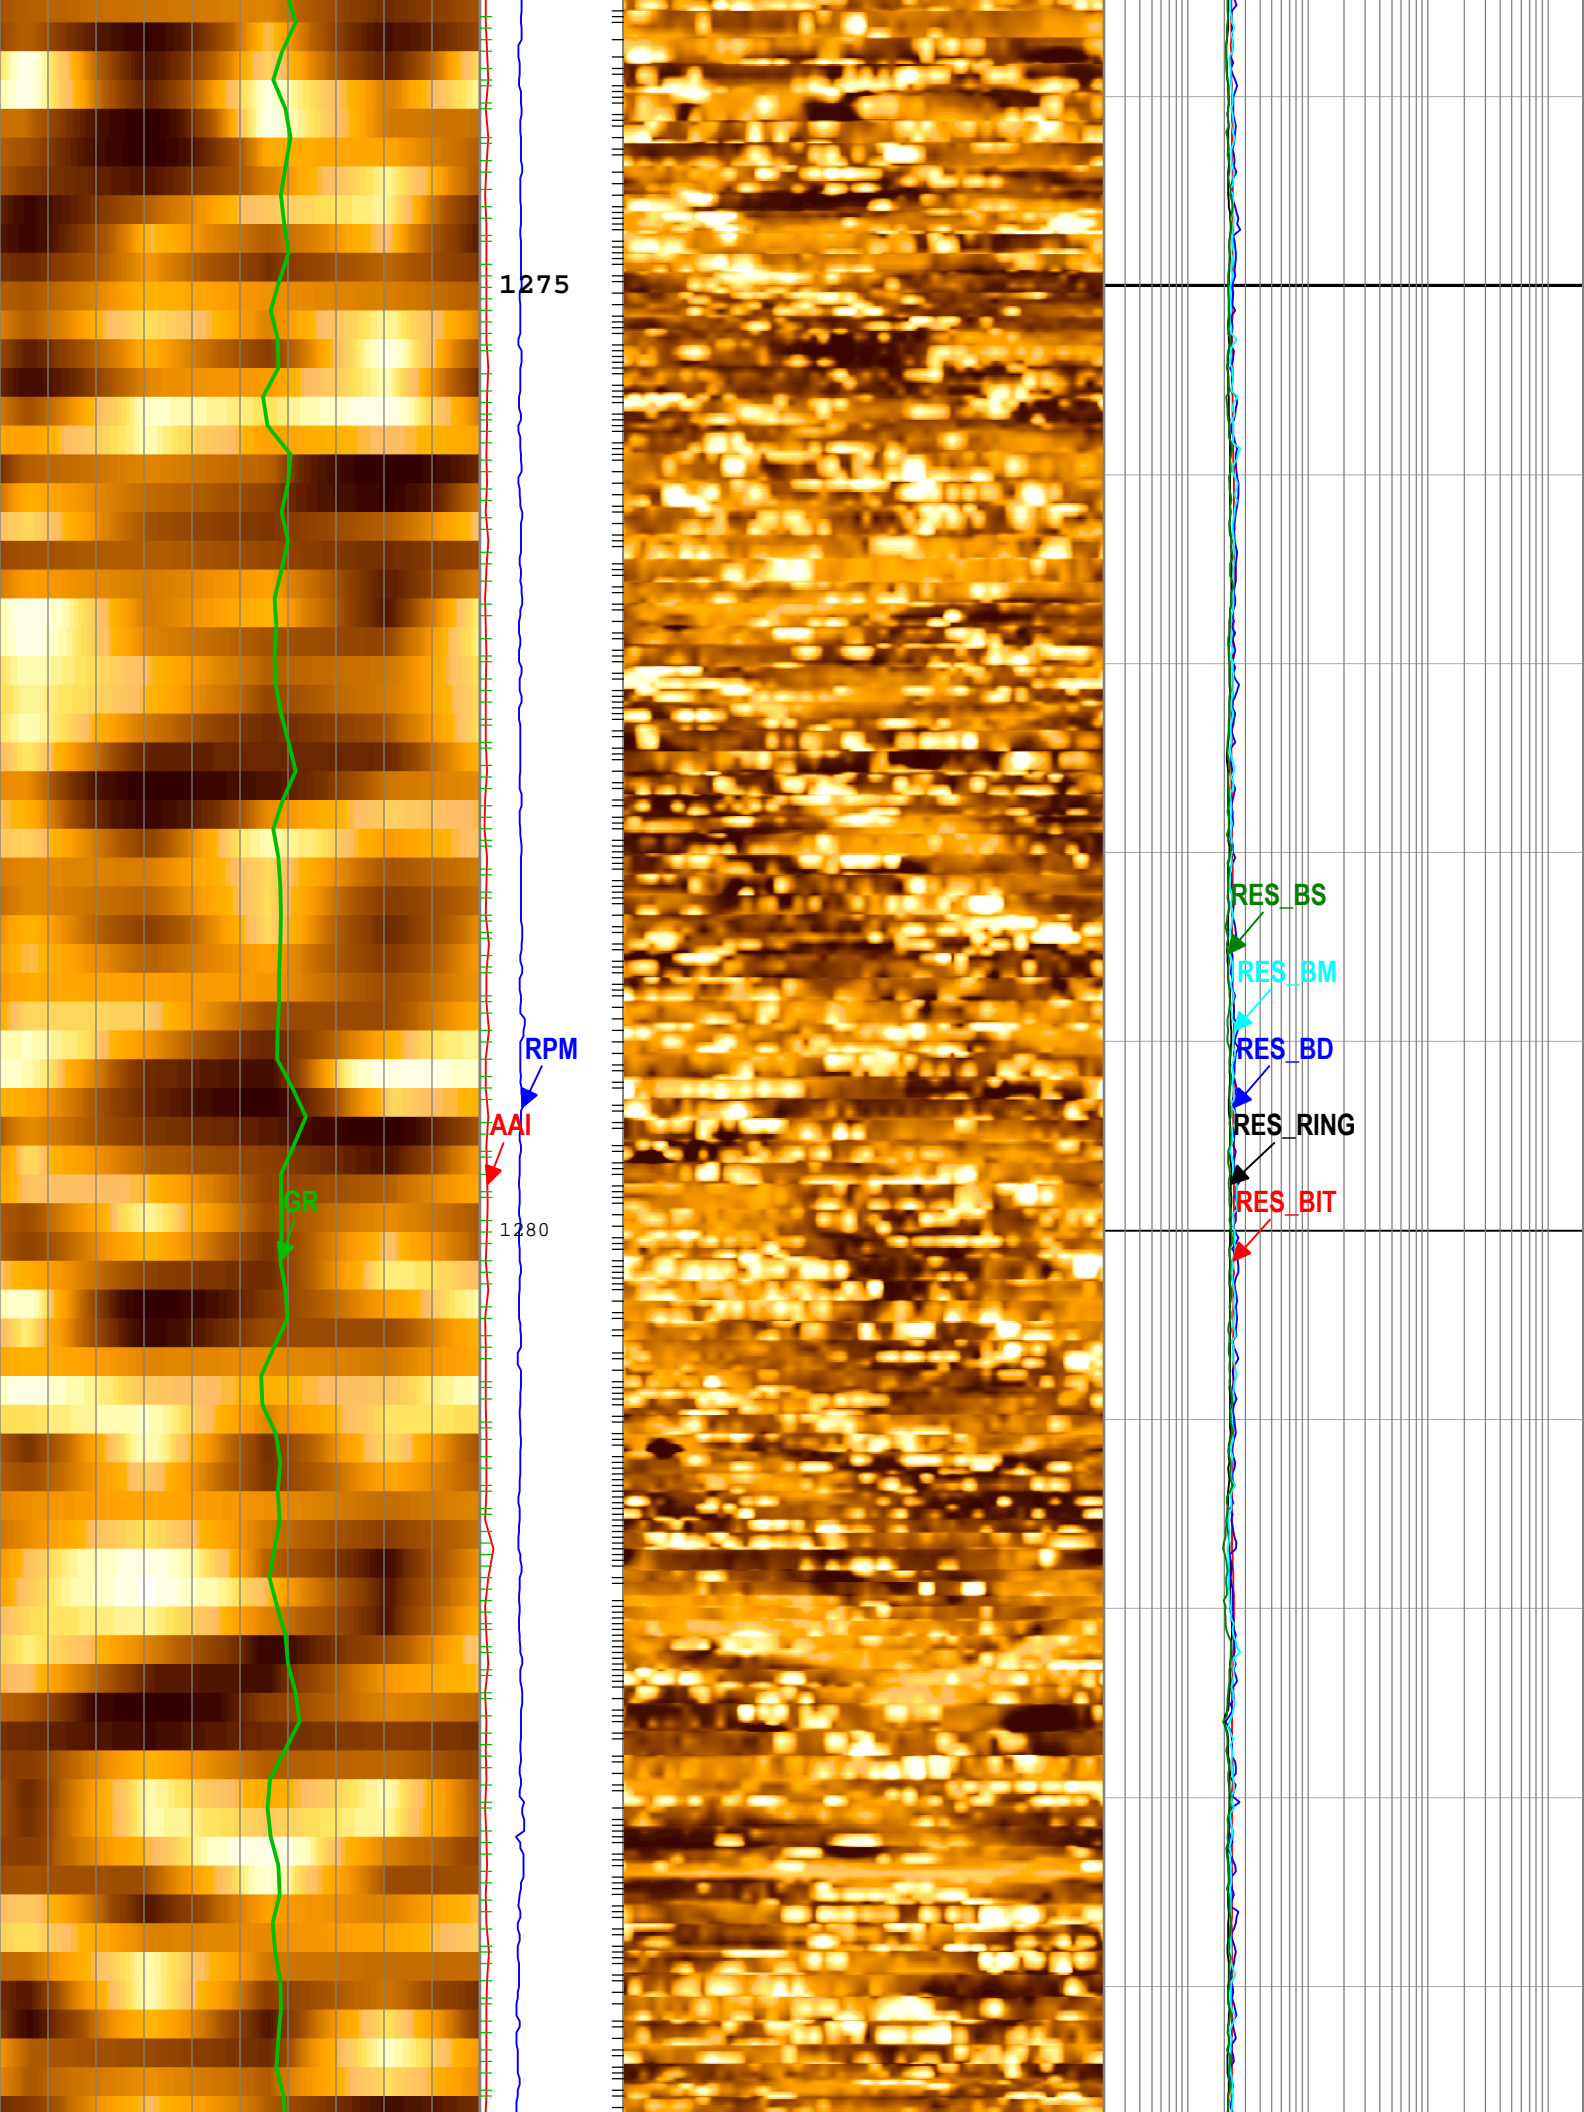 1275
RES_BS
RES_BM
RPM
RES_BD
AAI
RES_RING
GR
RES_BIT
1280